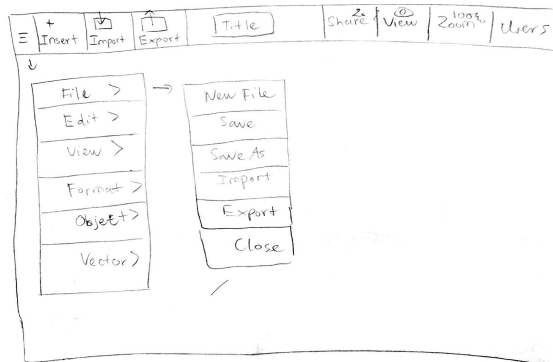 + Insert
Import
Export
Title
Share
View
100% Zoom
Users
File >
Edit >
View >
Format >
Objet >
Vector >
New File
Save
Save As
Import
Export
Close